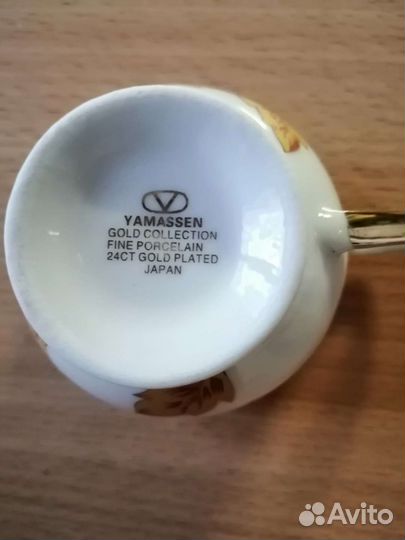 YAMASSEN
GOLD COLLECTION
FINE PORCELAIN
24CT GOLD PLATED
JAPAN
Avito